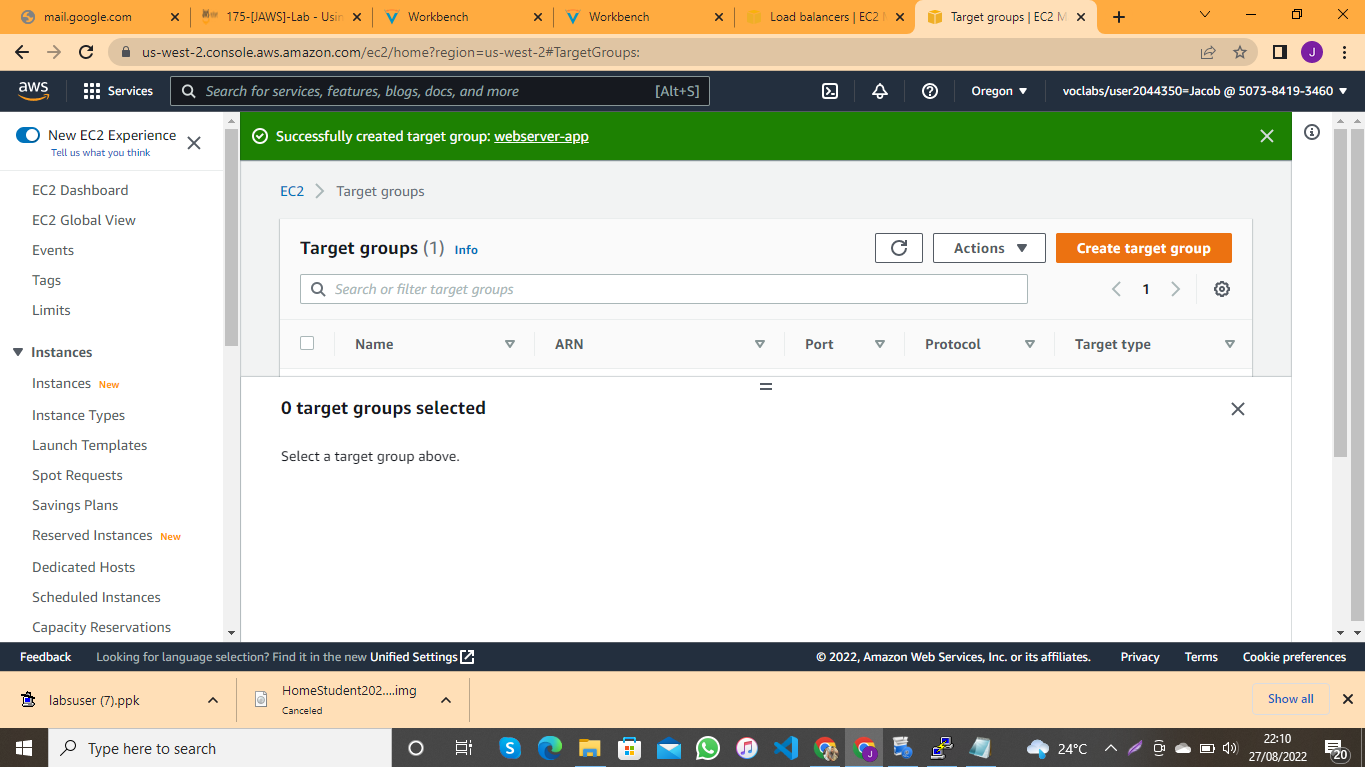 mail.google.com
175-[JAWS]-Lab - Usin
Workbench
Workbench
Load balancers | EC2 M
Target groups | EC2 M
us-west-2.console.aws.amazon.com/ec2/home?region=us-west-2#TargetGroups:
J
aws
Services
Search for services, features, blogs, docs, and more
[Alt+S]
Oregon
voclabs/user2044350=Jacob @ 5073-8419-3460
New EC2 Experience
Tell us what you think
EC2 Dashboard
EC2 Global View
Events
Tags
Limits
Instances
Instances New
Instance Types
Launch Templates
Spot Requests
Savings Plans
Reserved Instances New
Dedicated Hosts
Scheduled Instances
Capacity Reservations
Successfully created target group: webserver-app
EC2 > Target groups
Target groups (1) Info
Actions
Create target group
Search or filter target groups
1
Name
ARN
Port
Protocol
Target type
0 target groups selected
Select a target group above.
Feedback
Looking for language selection? Find it in the new Unified Settings
© 2022, Amazon Web Services, Inc. or its affiliates.
Privacy
Terms
Cookie preferences
labsuser (7).ppk
HomeStudent202....img
Canceled
Show all
Type here to search
24°C
22:10
27/08/2022
20